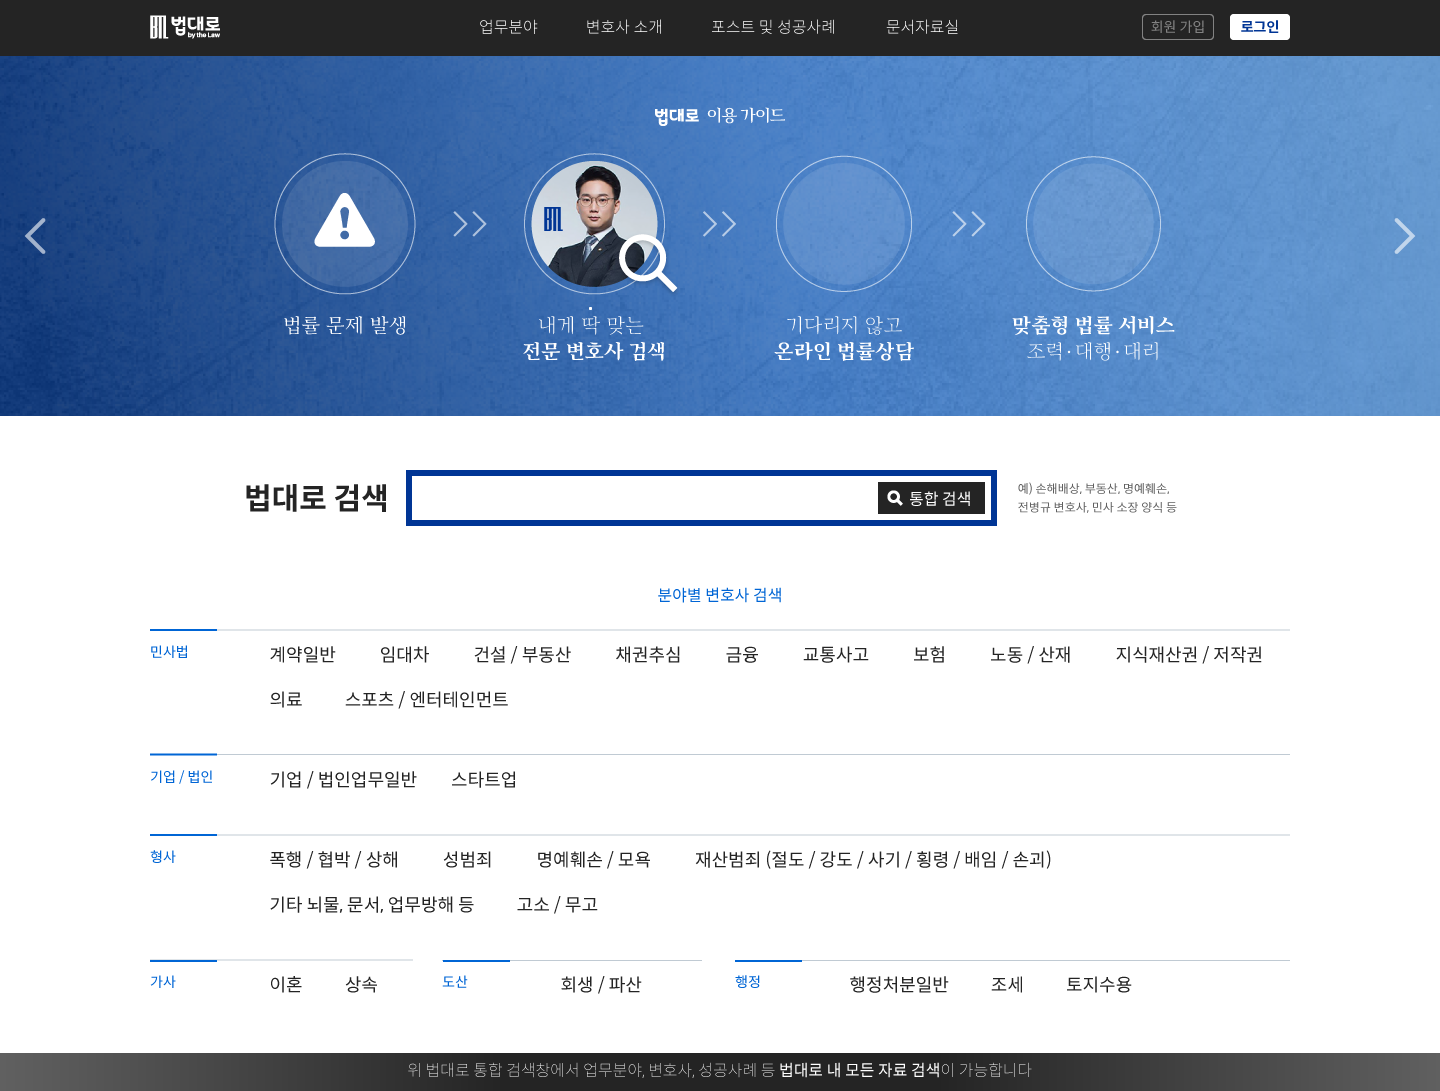 법대로
by the Law
업무분야 변호사 소개 포스트 및 성공사례 문서자료실
회원 가입 로그인
법대로 이용 가이드
법률 문제 발생
내게 딱 맞는
전문 변호사 검색
기다리지 않고
온라인 법률상담
맞춤형 법률 서비스
조력·대행·대리
법대로 검색
통합 검색
예) 손해배상, 부동산, 명예훼손,
전병규 변호사, 민사 소장 양식 등
분야별 변호사 검색
민사법 계약일반 임대차 건설 / 부동산 채권추심 금융 교통사고 보험 노동 / 산재 지식재산권 / 저작권
의료 스포츠 / 엔터테인먼트
기업 / 법인 기업 / 법인업무일반 스타트업
형사 폭행 / 협박 / 상해 성범죄 명예훼손 / 모욕 재산범죄 (절도 / 강도 / 사기 / 횡령 / 배임 / 손괴)
기타 뇌물, 문서, 업무방해 등 고소 / 무고
가사 이혼 상속 도산 회생 / 파산 행정 행정처분일반 조세 토지수용
위 법대로 통합 검색창에서 업무분야, 변호사, 성공사례 등 법대로 내 모든 자료 검색이 가능합니다